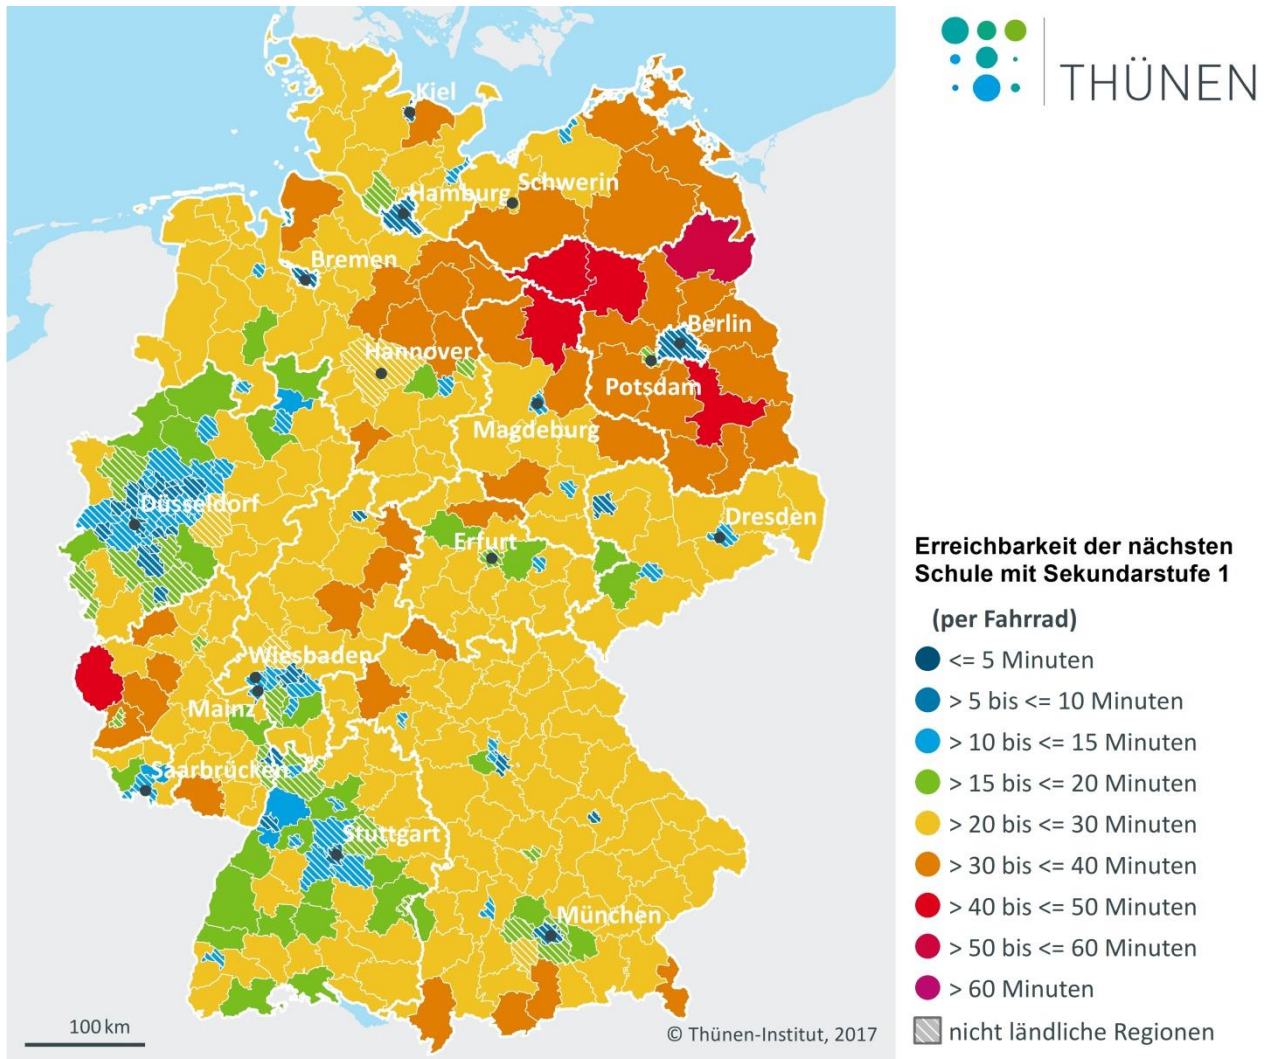 THÜNEN
Kiel
Hamburg
Schwerin
Bremen
Berlin
Hannover
Potsdam
Magdeburg
Düsseldorf
Dresden
Erfurt
Wiesbaden
Mainz
Saarbrücken
Stuttgart
München
100 km
© Thünen-Institut, 2017
Erreichbarkeit der nächsten
Schule mit Sekundarstufe 1
(per Fahrrad)
<= 5 Minuten
> 5 bis <= 10 Minuten
> 10 bis <= 15 Minuten
> 15 bis <= 20 Minuten
> 20 bis <= 30 Minuten
> 30 bis <= 40 Minuten
> 40 bis <= 50 Minuten
> 50 bis <= 60 Minuten
> 60 Minuten
nicht ländliche Regionen